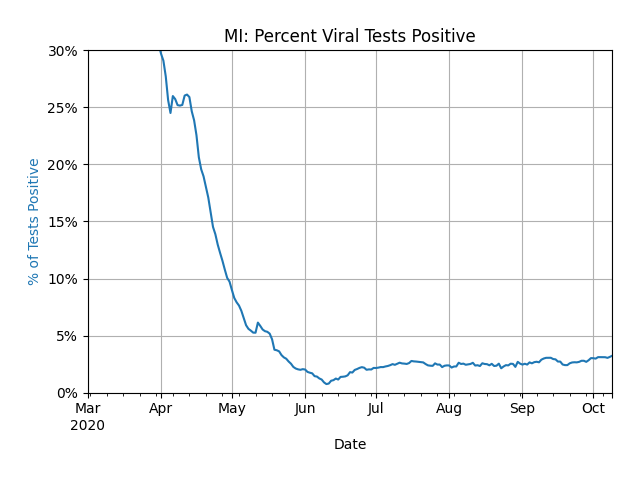 MI: Percent Viral Tests Positive
30%
25%
20%
15%
10%
5%
0%
% of Tests Positive
Mar Apr May Jun Jul Aug Sep Oct
2020
Date